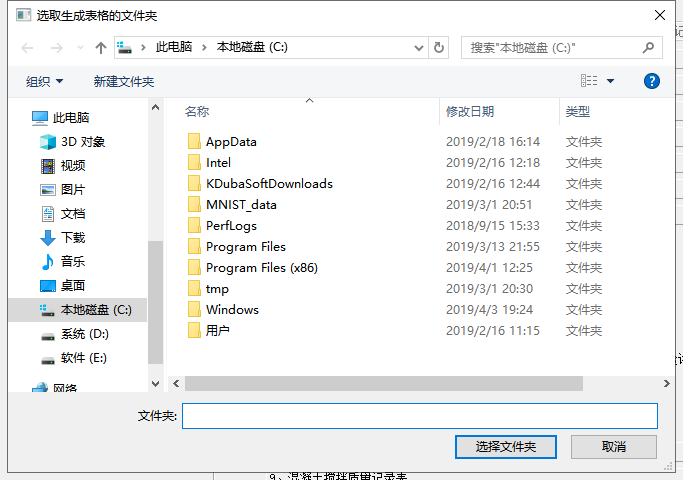 选取生成表格的文件夹
此电脑 本地磁盘 (C:) 搜索"本地磁盘 (C:)"
组织 新建文件夹
此电脑
3D 对象
视频
图片
文档
下载
音乐
桌面
本地磁盘 (C:)
系统 (D:)
软件 (E:)
网络
名称 修改日期 类型
AppData 2019/2/18 16:14 文件夹
Intel 2019/2/16 12:18 文件夹
KDubaSoftDownloads 2019/2/16 12:44 文件夹
MNIST_data 2019/3/1 20:51 文件夹
PerfLogs 2018/9/15 15:33 文件夹
Program Files 2019/3/13 21:55 文件夹
Program Files (x86) 2019/4/1 12:25 文件夹
tmp 2019/3/1 20:30 文件夹
Windows 2019/4/3 19:24 文件夹
用户 2019/2/16 11:15 文件夹
文件夹:
选择文件夹 取消
9、混凝土搅拌质量记录表